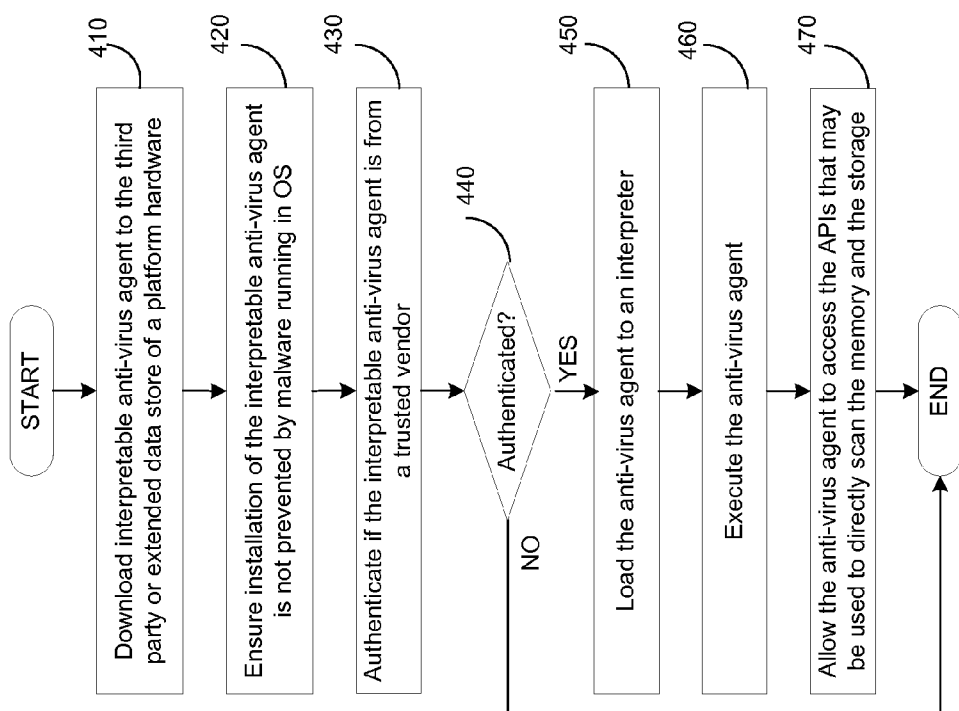 START
410
Download interpretable anti-virus agent to the third
party or extended data store of a platform hardware
420
Ensure installation of the interpretable anti-virus agent
is not prevented by malware running in OS
430
Authenticate if the interpretable anti-virus agent is from
a trusted vendor
440
Authenticated?
NO
YES
450
Load the anti-virus agent to an interpreter
460
Execute the anti-virus agent
470
Allow the anti-virus agent to access the APIs that may
be used to directly scan the memory and the storage
END